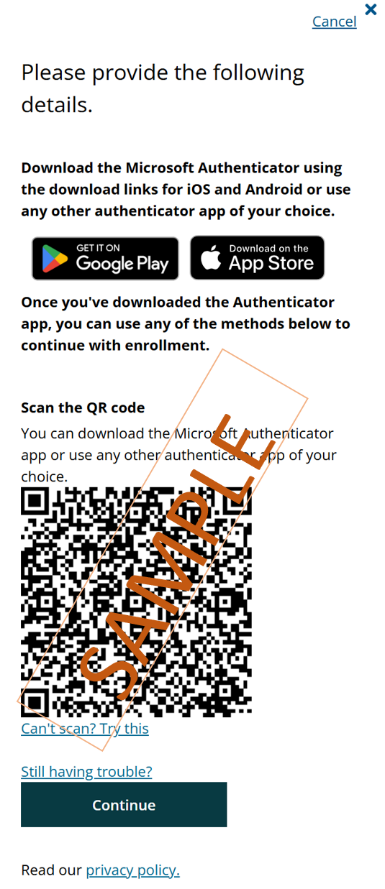 Cancel
Please provide the following
details.
Download the Microsoft Authenticator using
the download links for iOS and Android or use
any other authenticator app of your choice.
GET IT ON
Google Play
Download on the
App Store
Once you've downloaded the Authenticator
app, you can use any of the methods below to
continue with enrollment.
Scan the QR code
You can download the Microsoft Authenticator
app or use any other authenticator app of your
choice.
SAMPLE
Can't scan? Try this
Still having trouble?
Continue
Read our privacy policy.